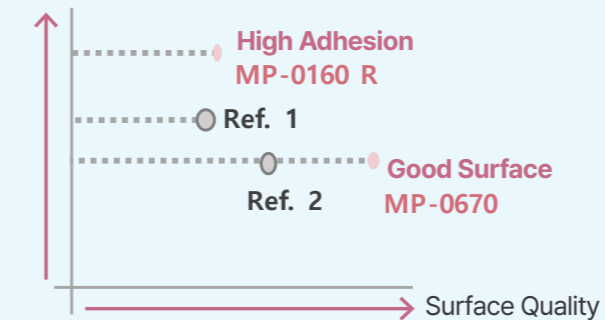 High Adhesion
MP-0160 R
Ref. 1
Good Surface
Ref. 2
MP-0670
Surface Quality